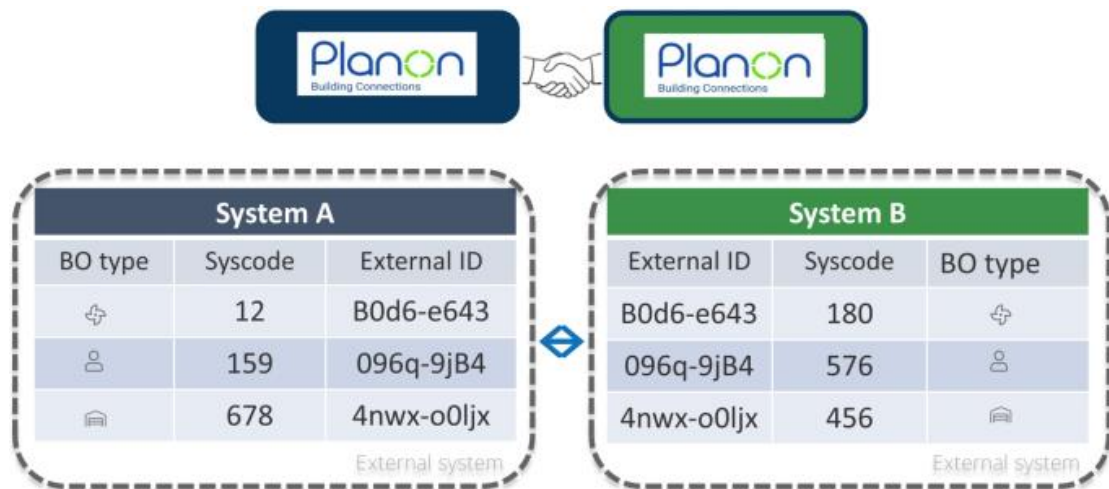 Planon
Building Connections
Planon
Building Connections
System A
BO type Syscode External ID
12 B0d6-e643
159 096q-9jB4
678 4nwx-o0ljx
External system
System B
External ID Syscode BO type
B0d6-e643 180
096q-9jB4 576
4nwx-o0ljx 456
External system